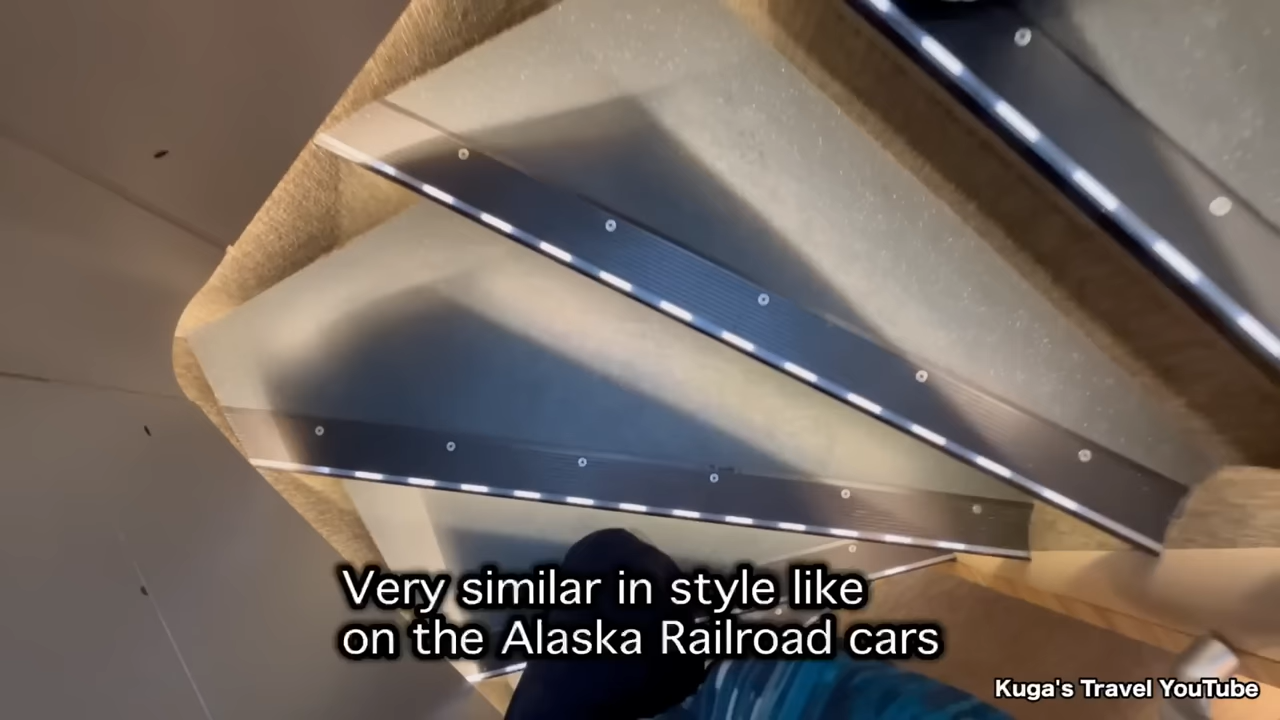 Very similar in style like
on the Alaska Railroad cars
Kuga's Travel YouTube